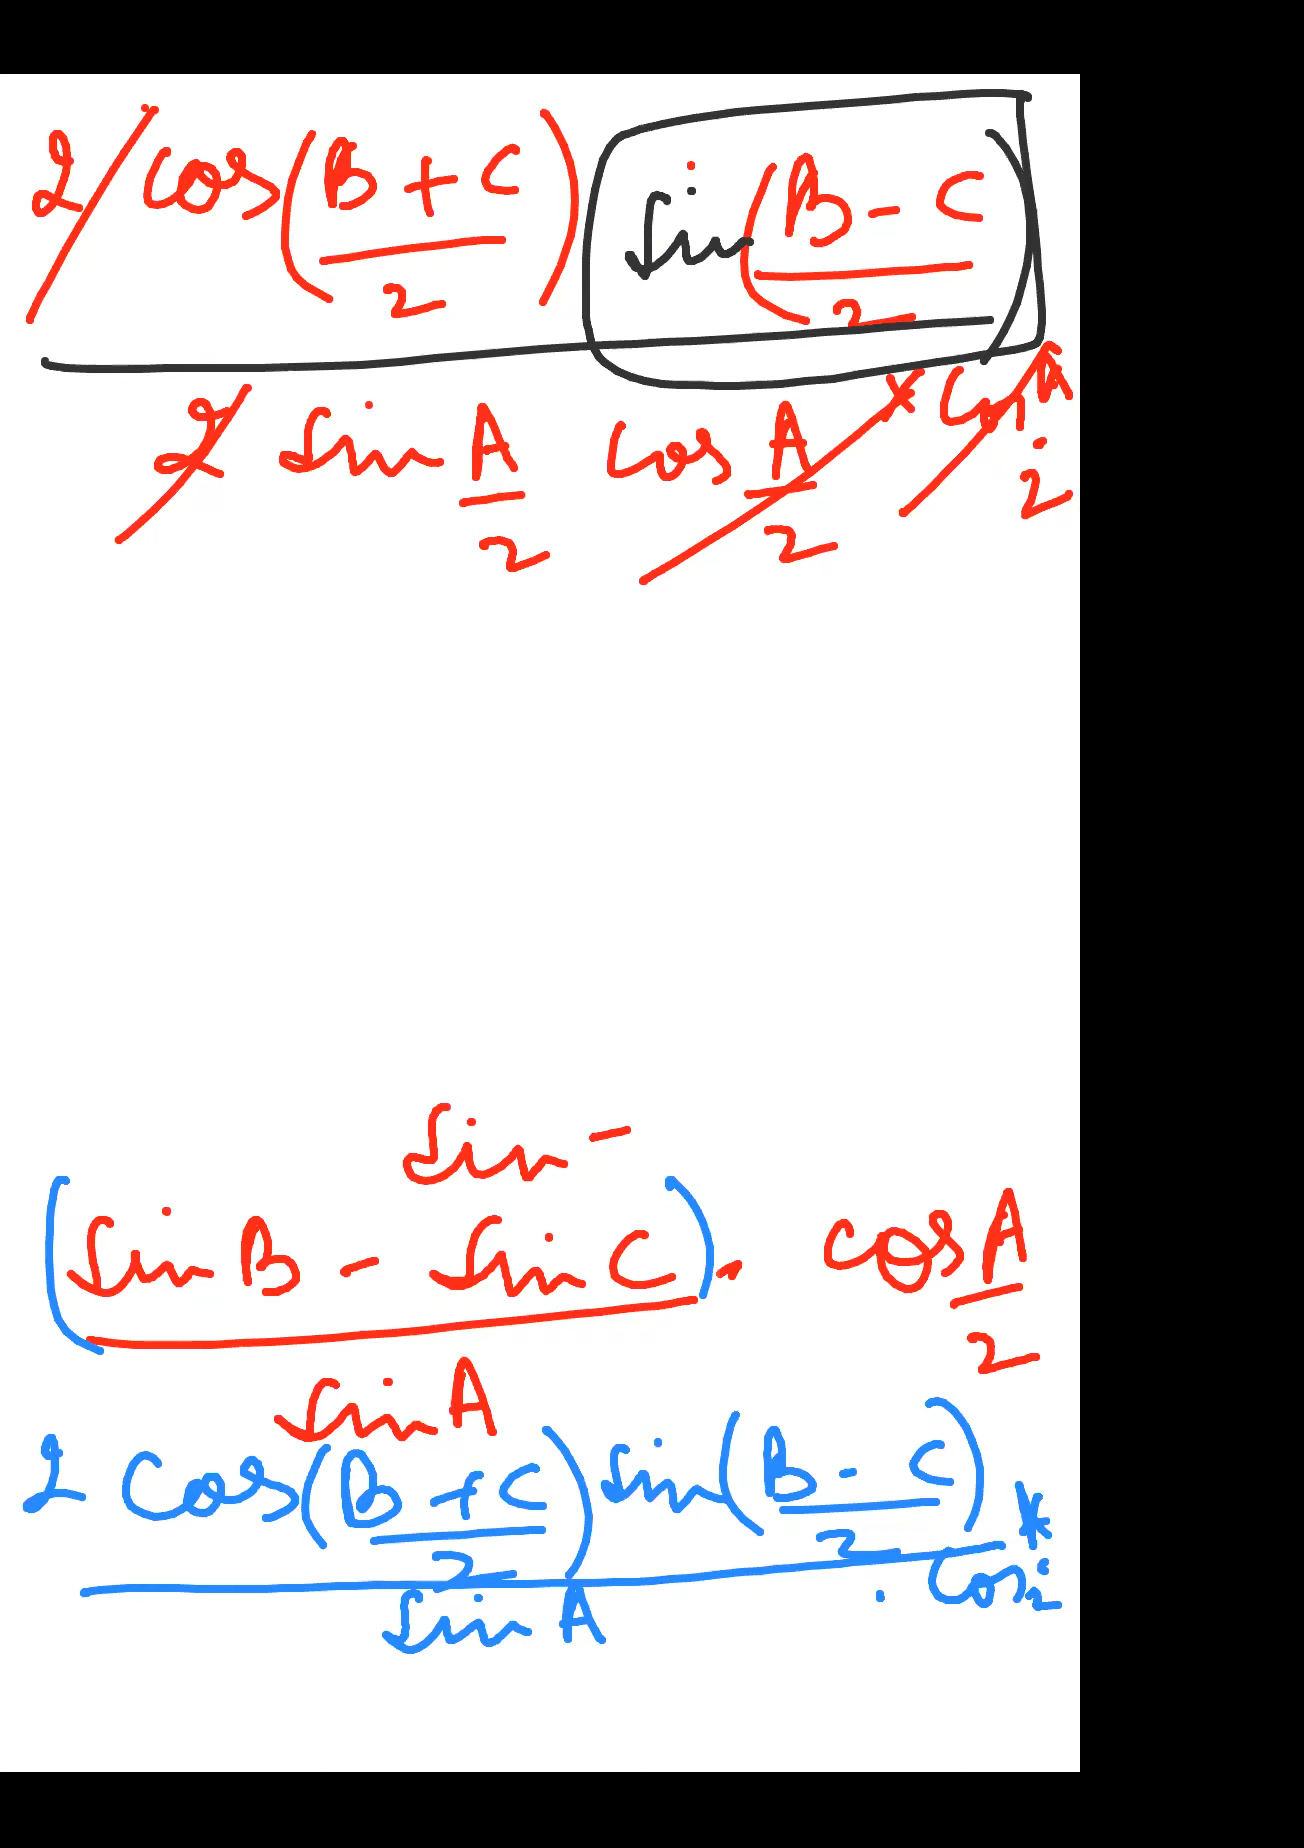 2 cos(B + C / 2) sin(B - C / 2)
2 sin A/2 cos A/2 × cos A/2
sin -
(sin B - sin C) . cos A/2
sin A
2 cos(B + C / 2) sin(B - C / 2)
sin A . cos